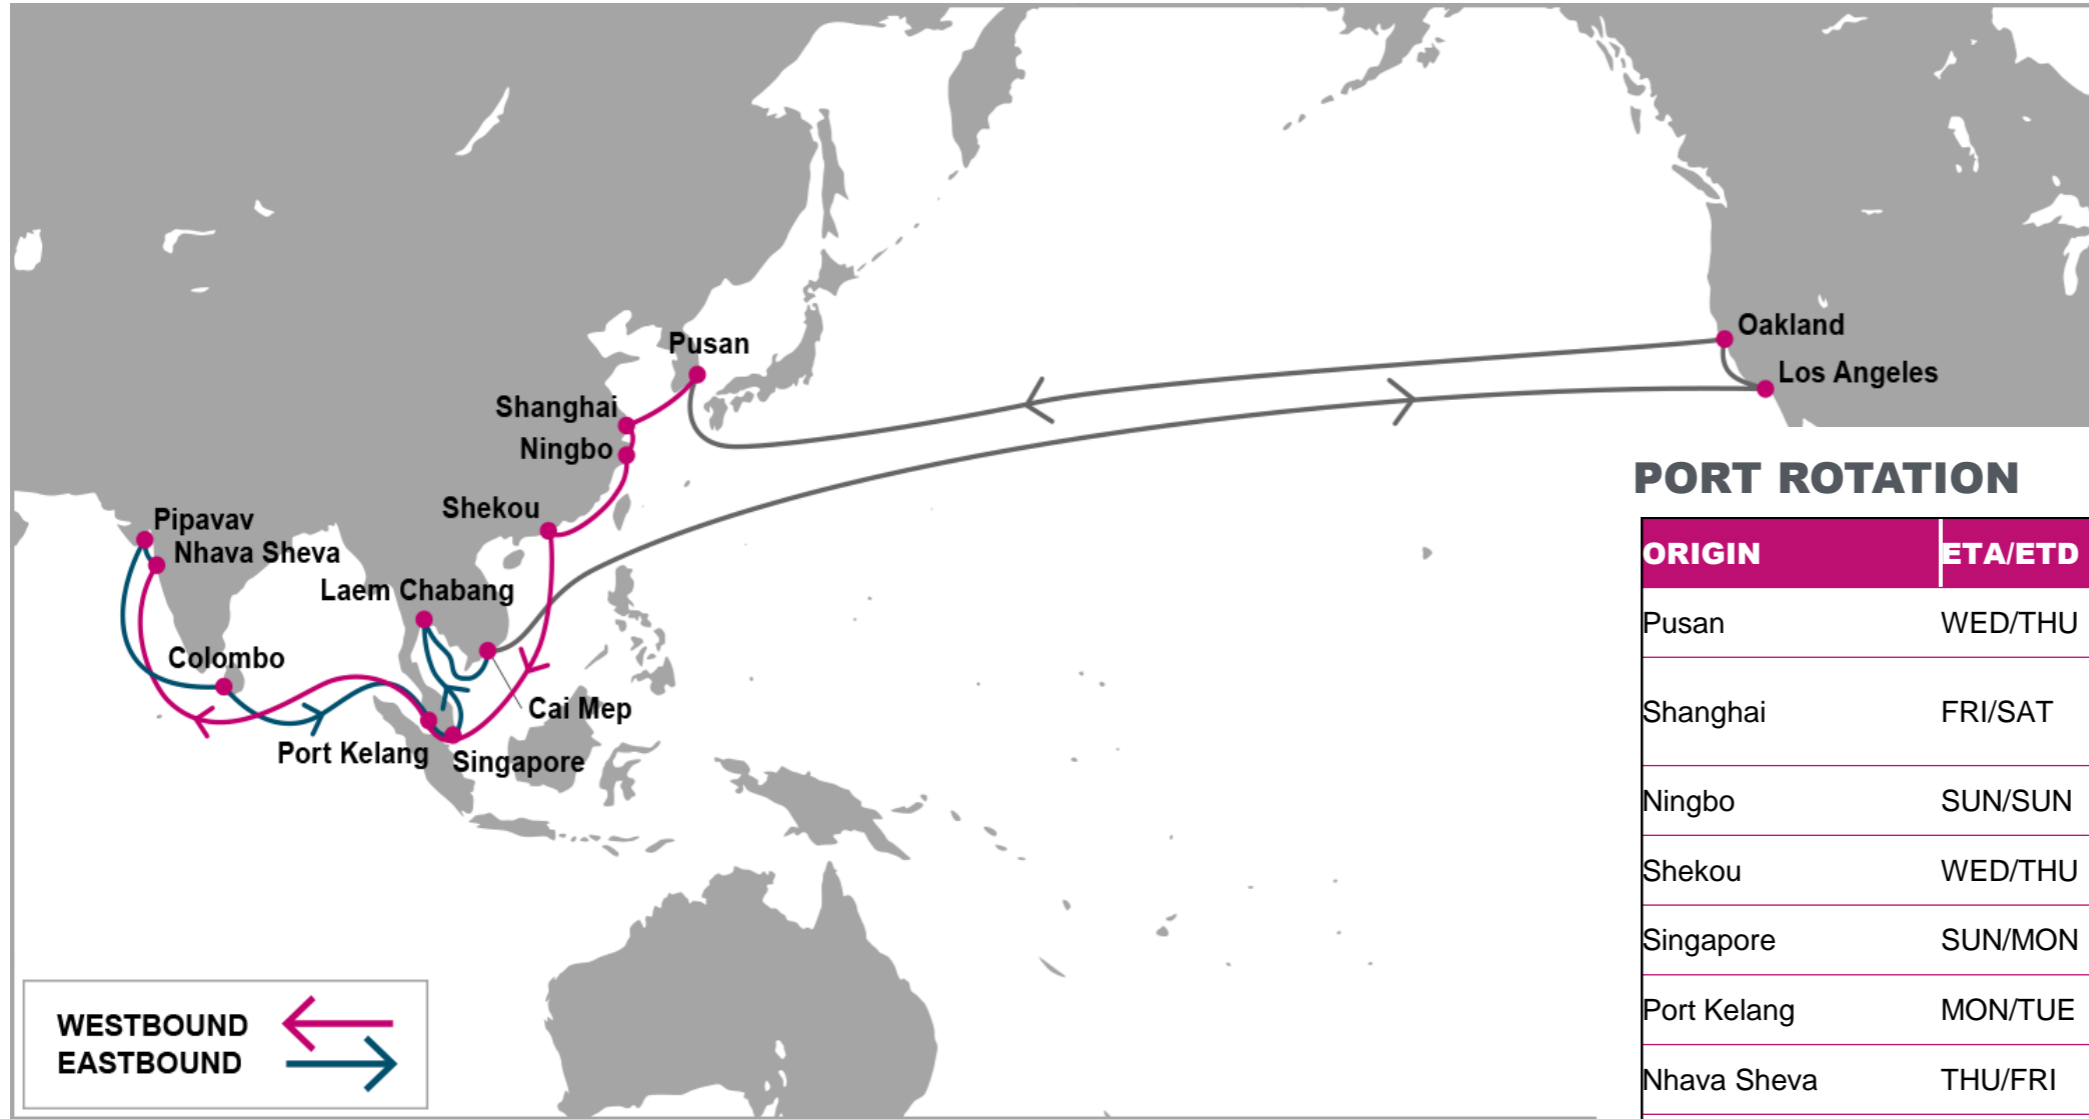 Pusan
Oakland
Los Angeles
Shanghai
Ningbo
Shekou
Pipavav
Nhava Sheva
Laem Chabang
Colombo
Cai Mep
Port Kelang
Singapore
WESTBOUND
EASTBOUND
PORT ROTATION
ORIGIN ETA/ETD
Pusan WED/THU
Shanghai FRI/SAT
Ningbo SUN/SUN
Shekou WED/THU
Singapore SUN/MON
Port Kelang MON/TUE
Nhava Sheva THU/FRI